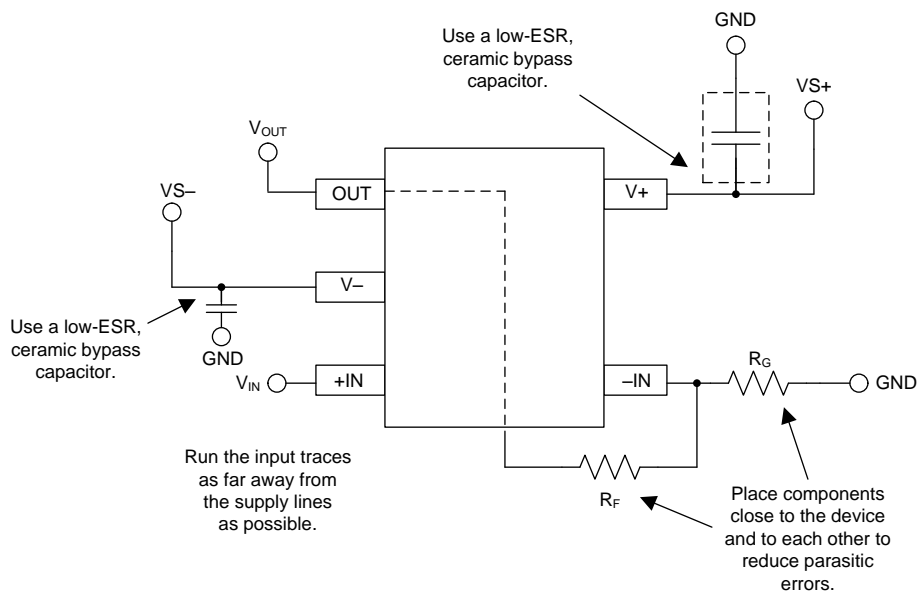 Use a low-ESR,
ceramic bypass
capacitor.
GND
VS+
VOUT
VS–
OUT
V+
V–
Use a low-ESR,
ceramic bypass
capacitor.
GND
VIN
+IN
–IN
RG
GND
Run the input traces
as far away from
the supply lines
as possible.
RF
Place components
close to the device
and to each other to
reduce parasitic
errors.